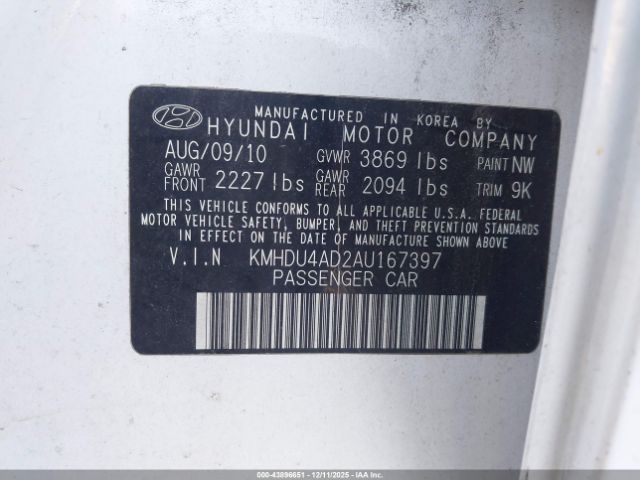 MANUFACTURED IN KOREA BY
HYUNDAI MOTOR COMPANY
AUG/09/10 GVWR 3869 lbs PAINT NW
GAWR FRONT 2227 lbs GAWR REAR 2094 lbs TRIM 9K
THIS VEHICLE CONFORMS TO ALL APPLICABLE U.S.A. FEDERAL
MOTOR VEHICLE SAFETY, BUMPER, AND THEFT PREVENTION STANDARDS
IN EFFECT ON THE DATE OF MANUFACTURE SHOWN ABOVE.
V.I.N KMHDU4AD2AU167397
PASSENGER CAR
000-43896651 - 12/11/2025 - IAAI.COM